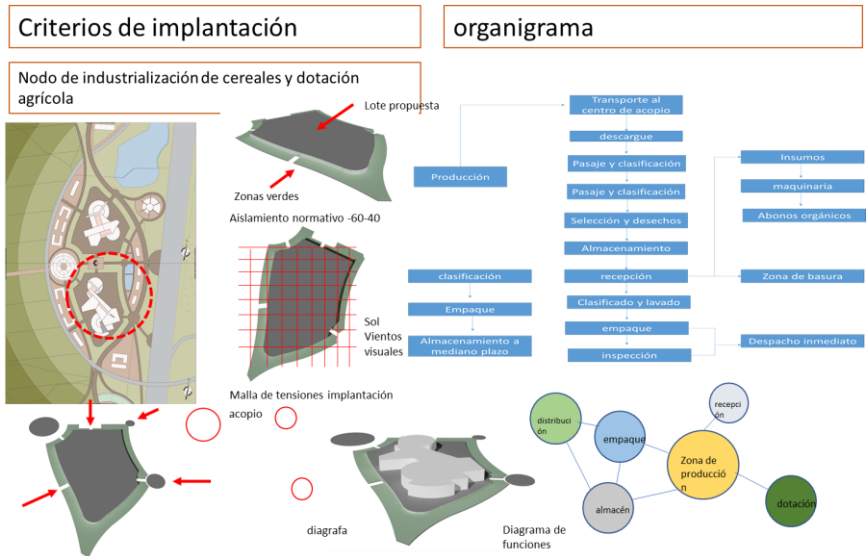 Criterios de implantación
organigrama
Nodo de industrialización de cereales y dotación
agrícola
Lote propuesta
Zonas verdes
Aislamiento normativo -60-40
Sol
Vientos
visuales
Malla de tensiones implantación
acopio
diagrafa
Diagrama de
funciones
Producción
Transporte al
centro de acopio
descargue
Pasaje y clasificación
Pasaje y clasificación
Selección y desechos
Almacenamiento
recepción
Clasificado y lavado
empaque
inspección
Insumos
maquinaria
Abonos orgánicos
Zona de basura
Despacho inmediato
clasificación
Empaque
Almacenamiento a
mediano plazo
distribuci
ón
empaque
recepci
ón
Zona de
producció
n
almacén
dotación